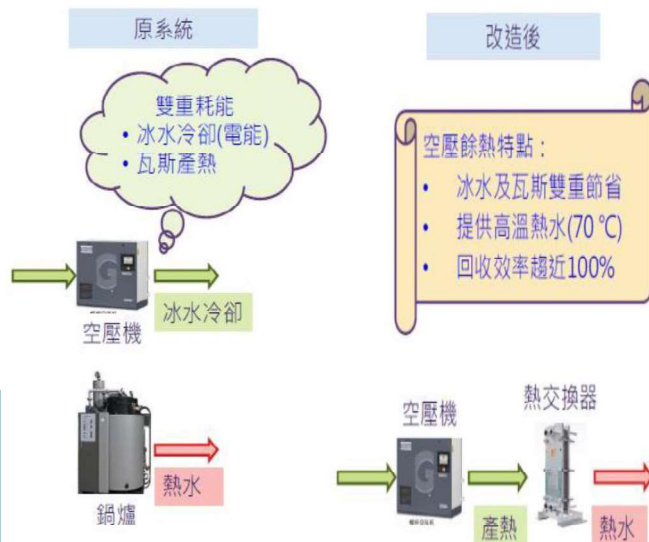 原系統
雙重耗能
• 冰水冷卻(電能)
• 瓦斯產熱
空壓機
冰水冷卻
鍋爐
熱水
改造後
空壓餘熱特點：
• 冰水及瓦斯雙重節省
• 提供高溫熱水(70 ℃)
• 回收效率趨近100%
空壓機
產熱
熱交換器
熱水